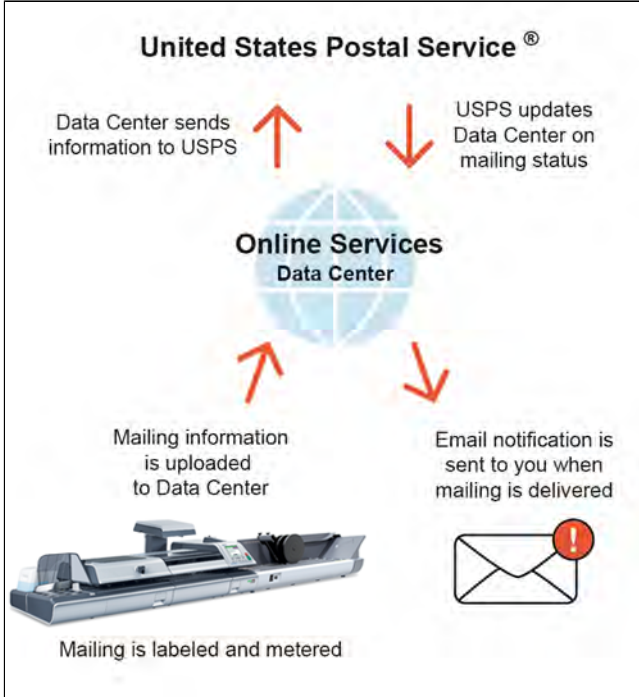 United States Postal Service ®
Data Center sends
information to USPS
USPS updates
Data Center on
mailing status
Online Services
Data Center
Mailing information
is uploaded
to Data Center
Email notification is
sent to you when
mailing is delivered
!
Mailing is labeled and metered